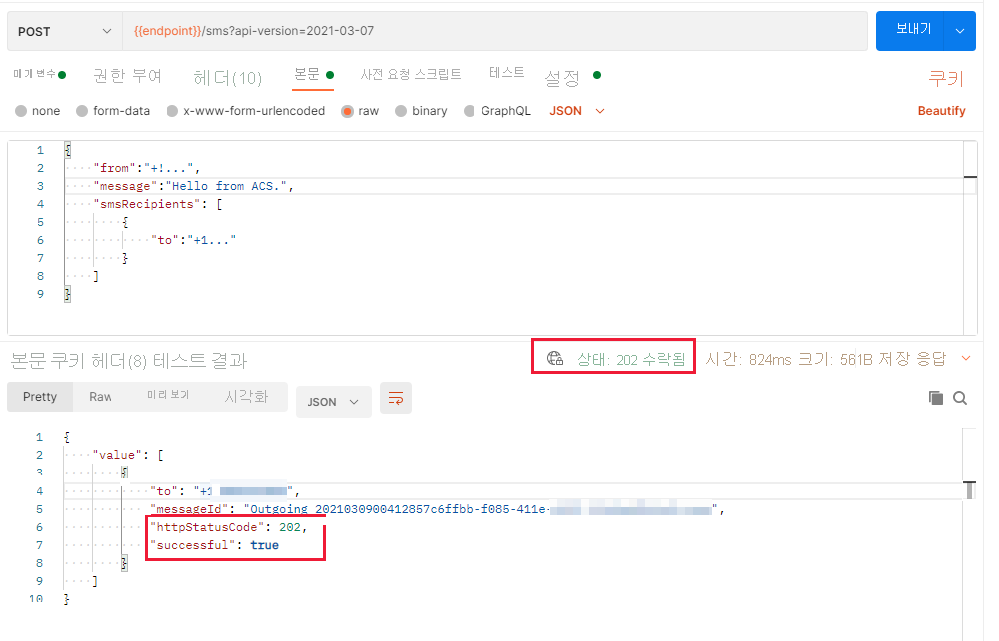 POST {{endpoint}}/sms?api-version=2021-03-07 보내기
매개 변수 권한 부여 헤더(10) 본문 사전 요청 스크립트 테스트 설정 쿠키
none form-data x-www-form-urlencoded raw binary GraphQL JSON Beautify
1 {
2 "from":"+!...",
3 "message":"Hello from ACS.",
4 "smsRecipients": [
5 {
6 "to":"+1..."
7 }
8 ]
9 }
본문 쿠키 헤더(8) 테스트 결과 상태: 202 수락됨 시간: 824ms 크기: 561B 저장 응답
Pretty Raw 미리 보기 시각화 JSON
1 {
2 "value": [
3 {
4 "to": "+1 ",
5 "messageId": "Outgoing_2021030900412857c6ffbb-f085-411e- ",
6 "httpStatusCode": 202,
7 "successful": true
8 }
9 ]
10 }